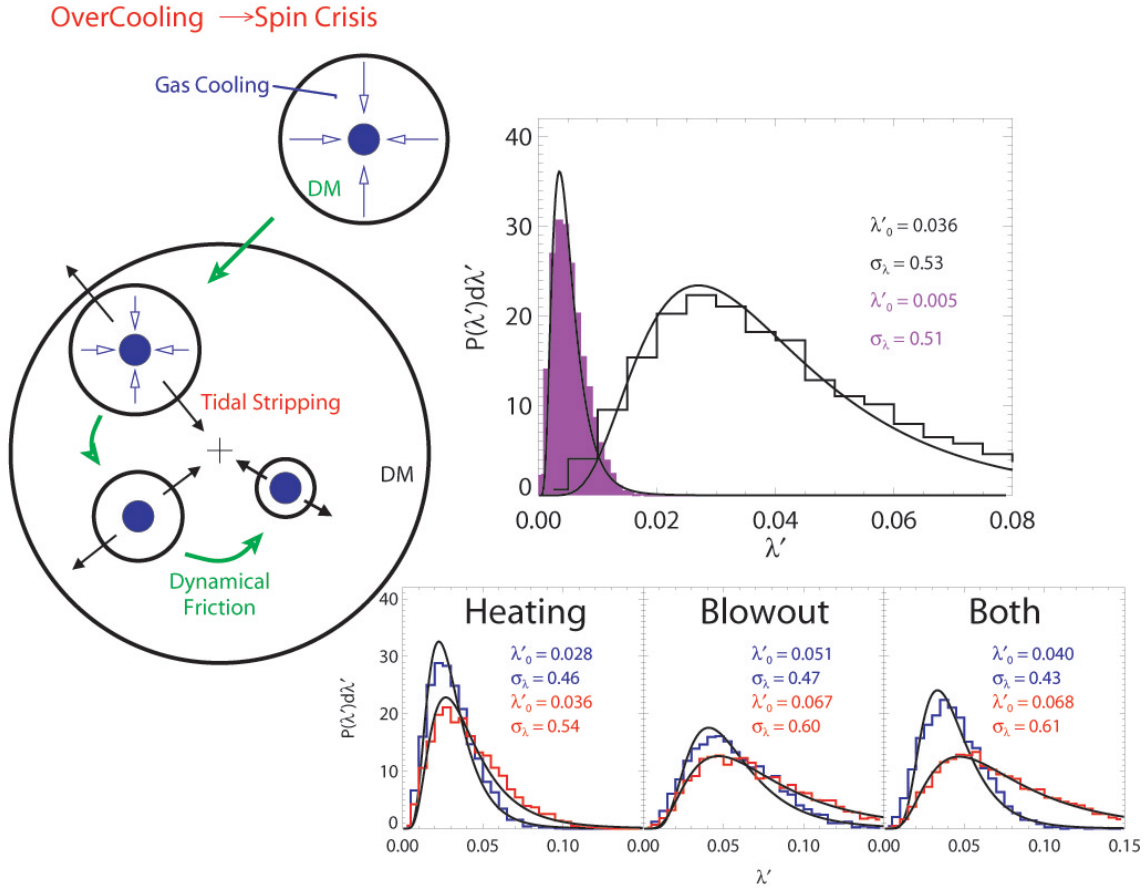 OverCooling →Spin Crisis
Gas Cooling
DM
Tidal Stripping
DM
Dynamical
Friction
40
30
20
10
0
P(λ′)dλ′
λ′₀ = 0.036
σλ = 0.53
λ′₀ = 0.005
σλ = 0.51
0.00 0.02 0.04 0.06 0.08
λ′
40
30
20
10
0
P(λ′)dλ′
Heating
λ′₀ = 0.028
σλ = 0.46
λ′₀ = 0.036
σλ = 0.54
Blowout
λ′₀ = 0.051
σλ = 0.47
λ′₀ = 0.067
σλ = 0.60
Both
λ′₀ = 0.040
σλ = 0.43
λ′₀ = 0.068
σλ = 0.61
0.00 0.05 0.10 0.00 0.05 0.10 0.00 0.05 0.10 0.15
λ′